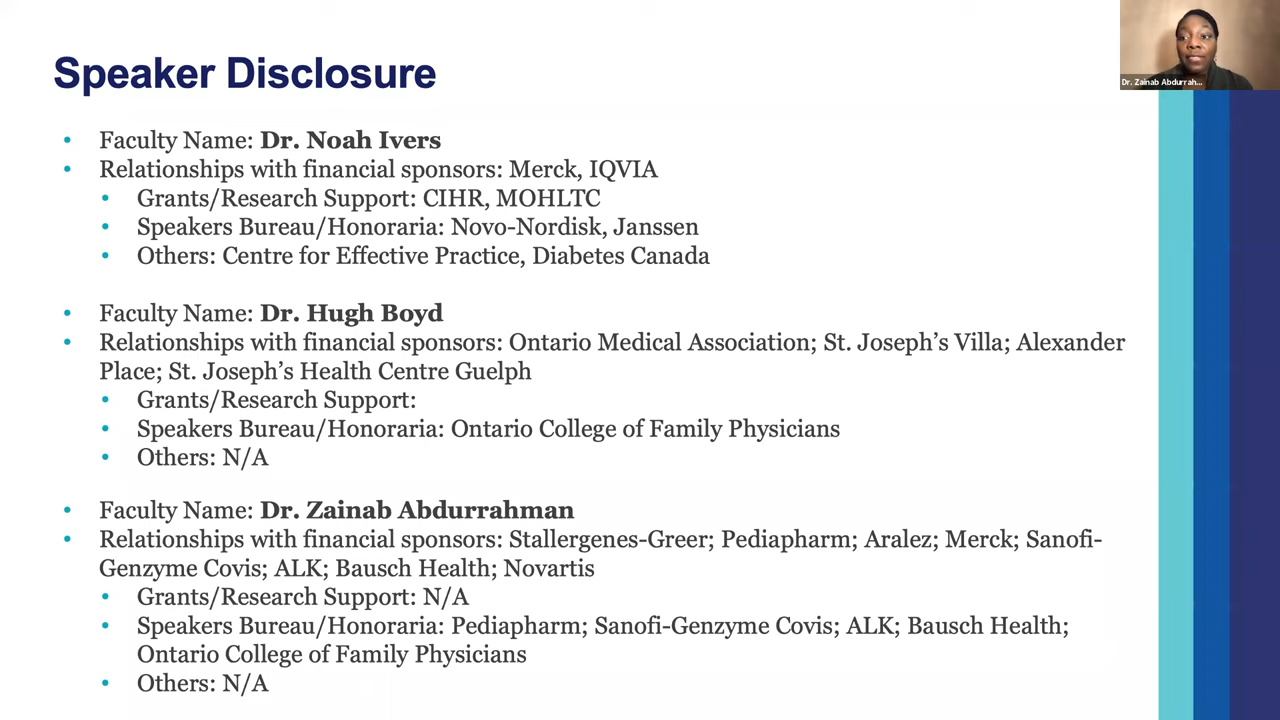 Speaker Disclosure
Dr. Zainab Abdurrah...
• Faculty Name: Dr. Noah Ivers
• Relationships with financial sponsors: Merck, IQVIA
• Grants/Research Support: CIHR, MOHLTC
• Speakers Bureau/Honoraria: Novo-Nordisk, Janssen
• Others: Centre for Effective Practice, Diabetes Canada
• Faculty Name: Dr. Hugh Boyd
• Relationships with financial sponsors: Ontario Medical Association; St. Joseph’s Villa; Alexander
Place; St. Joseph’s Health Centre Guelph
• Grants/Research Support:
• Speakers Bureau/Honoraria: Ontario College of Family Physicians
• Others: N/A
• Faculty Name: Dr. Zainab Abdurrahman
• Relationships with financial sponsors: Stallergenes-Greer; Pediapharm; Aralez; Merck; Sanofi-
Genzyme Covis; ALK; Bausch Health; Novartis
• Grants/Research Support: N/A
• Speakers Bureau/Honoraria: Pediapharm; Sanofi-Genzyme Covis; ALK; Bausch Health;
Ontario College of Family Physicians
• Others: N/A